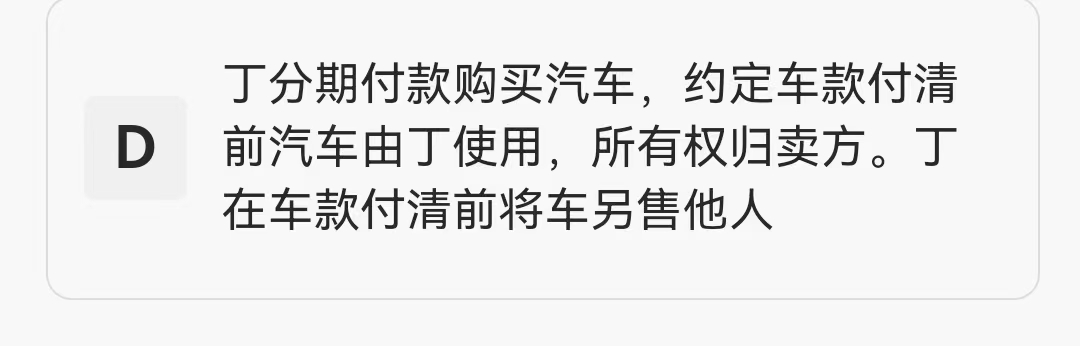 D
丁分期付款购买汽车，约定车款付清
前汽车由丁使用，所有权归卖方。丁
在车款付清前将车另售他人